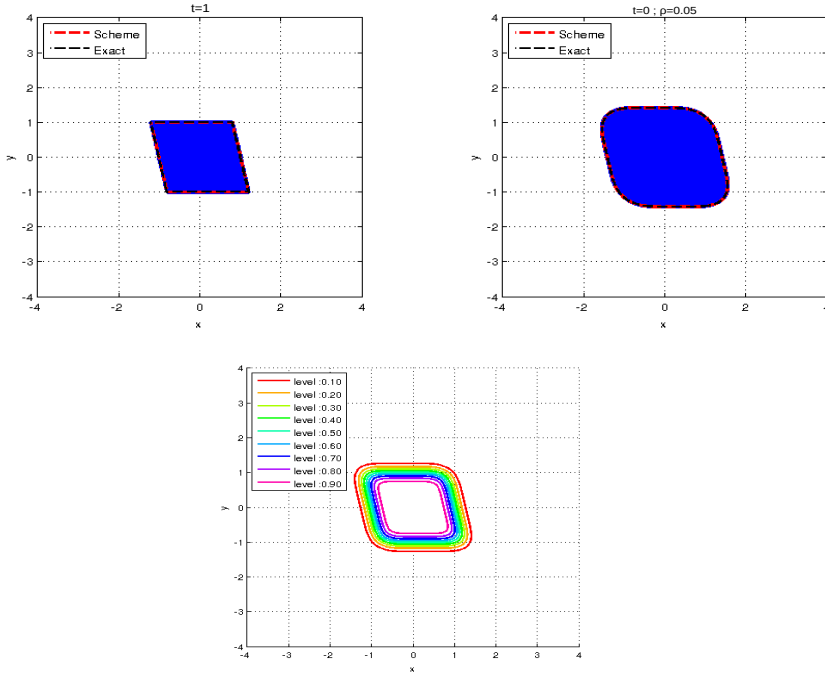 t=1
4
3
2
1
0
-1
-2
-3
-4
-4
-2
0
2
4
x
y
Scheme
Exact
t=0 ; ρ=0.05
4
3
2
1
0
-1
-2
-3
-4
-4
-2
0
2
4
x
y
Scheme
Exact
4
3
2
1
0
-1
-2
-3
-4
-4
-3
-2
-1
0
1
2
3
4
x
y
level :0.10
level :0.20
level :0.30
level :0.40
level :0.50
level :0.60
level :0.70
level :0.80
level :0.90